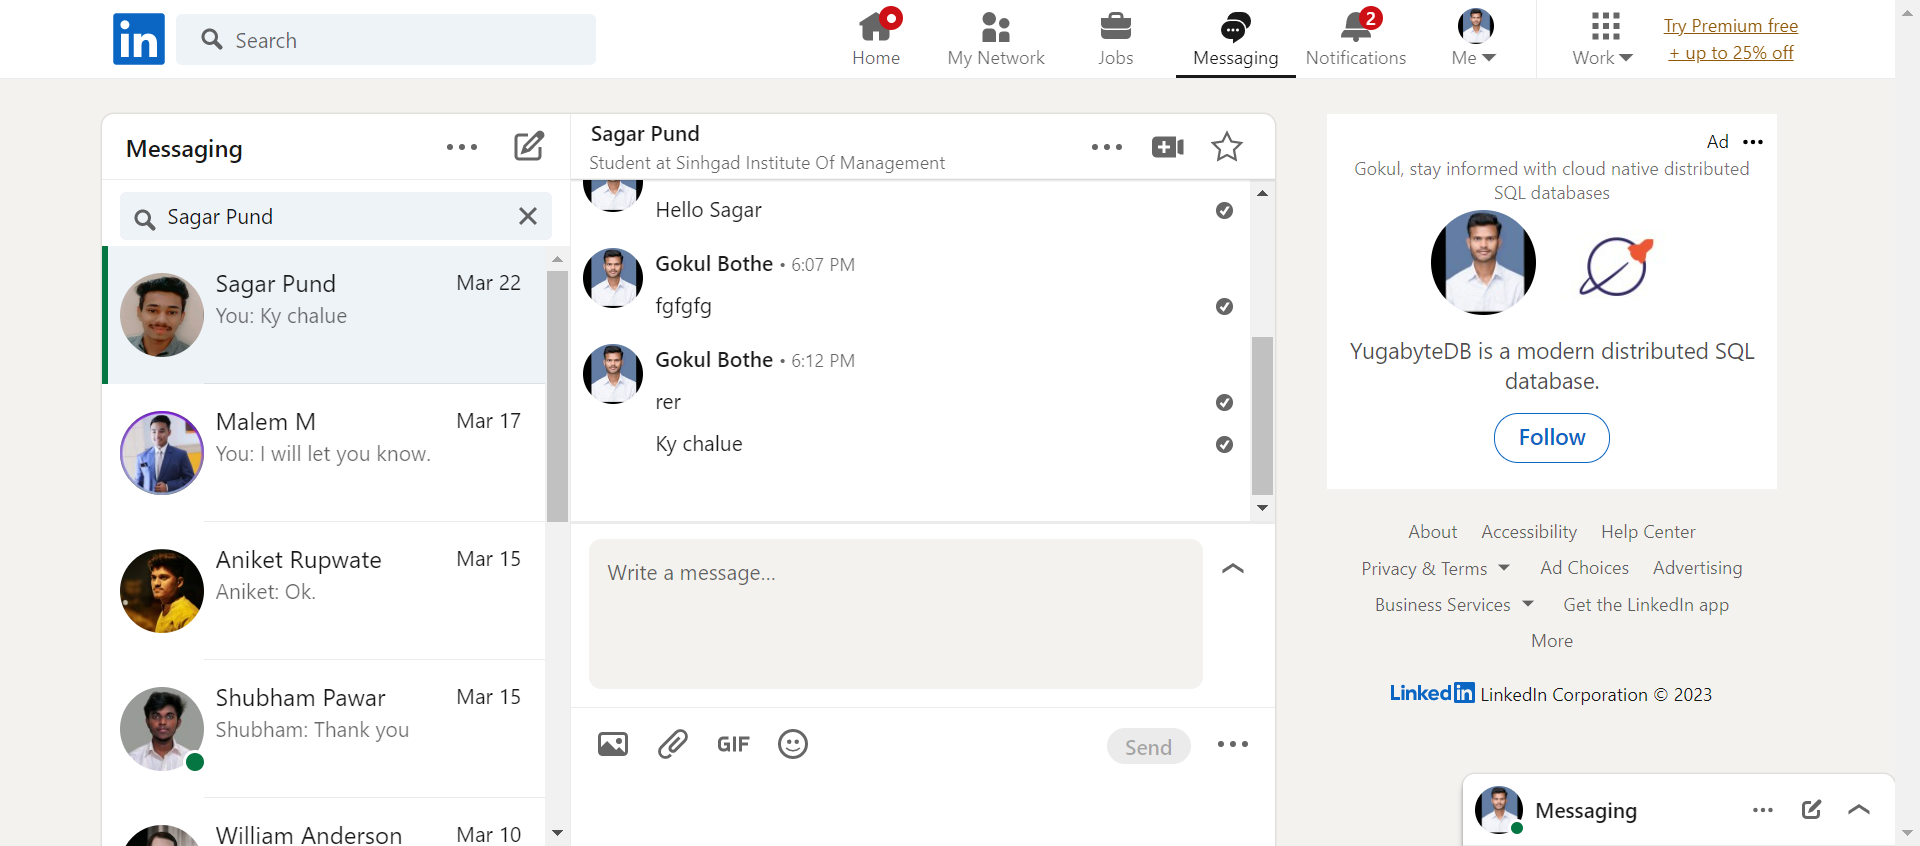 in
Search
Home
My Network
Jobs
Messaging
2
Notifications
Me
Work
Try Premium free
+ up to 25% off
Messaging
Sagar Pund
Sagar Pund
Mar 22
You: Ky chalue
Malem M
Mar 17
You: I will let you know.
Aniket Rupwate
Mar 15
Aniket: Ok.
Shubham Pawar
Mar 15
Shubham: Thank you
William Anderson
Mar 10
Sagar Pund
Student at Sinhgad Institute Of Management
Hello Sagar
Gokul Bothe • 6:07 PM
fgfgfg
Gokul Bothe • 6:12 PM
rer
Ky chalue
Write a message...
GIF
Send
Ad
Gokul, stay informed with cloud native distributed
SQL databases
YugabyteDB is a modern distributed SQL
database.
Follow
About Accessibility Help Center
Privacy & Terms Ad Choices Advertising
Business Services Get the LinkedIn app
More
LinkedIn LinkedIn Corporation © 2023
Messaging